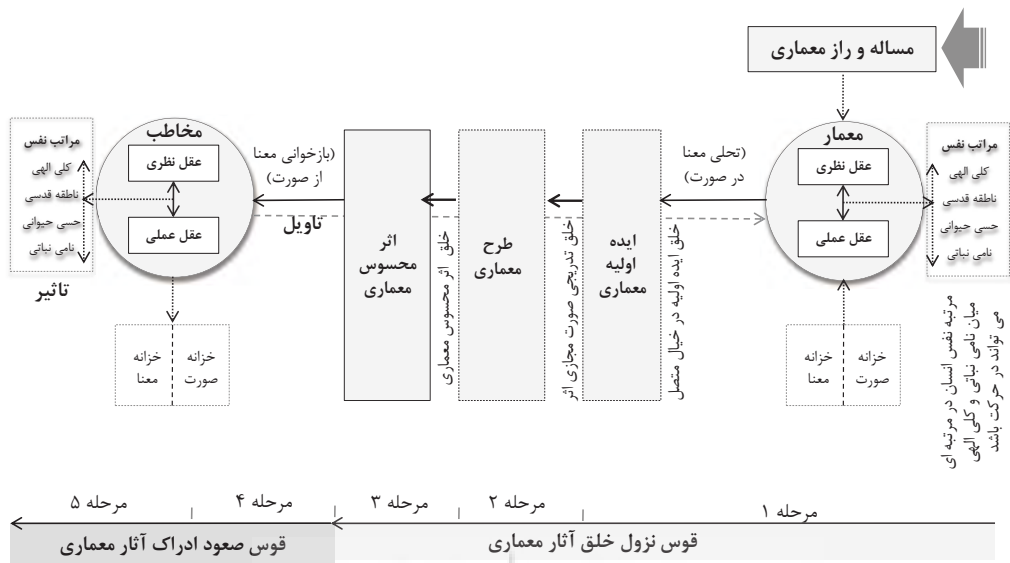 مساله و راز معماری
معمار
عقل نظری
عقل عملی
مراتب نفس
کلی الهی
ناطقه قدسی
حسی حیوانی
نامی نباتی
مرتبه نفس انسان در مرتبه ای
میان نامی نباتی و کلی الهی
می تواند در حرکت باشد
خزانه
صورت
خزانه
معنا
(تحلی معنا
در صورت)
خلق ایده اولیه در خیال متصل
ایده
اولیه
معماری
خلق تدریجی صورت مجازی اثر
طرح
معماری
خلق اثر محسوس معماری
اثر
محسوس
معماری
(بازخوانی معنا
از صورت)
تاویل
مخاطب
عقل نظری
عقل عملی
مراتب نفس
کلی الهی
ناطقه قدسی
حسی حیوانی
نامی نباتی
تاثیر
خزانه
صورت
خزانه
معنا
مرحله ۱
مرحله ۲
مرحله ۳
مرحله ۴
مرحله ۵
قوس نزول خلق آثار معماری
قوس صعود ادراک آثار معماری